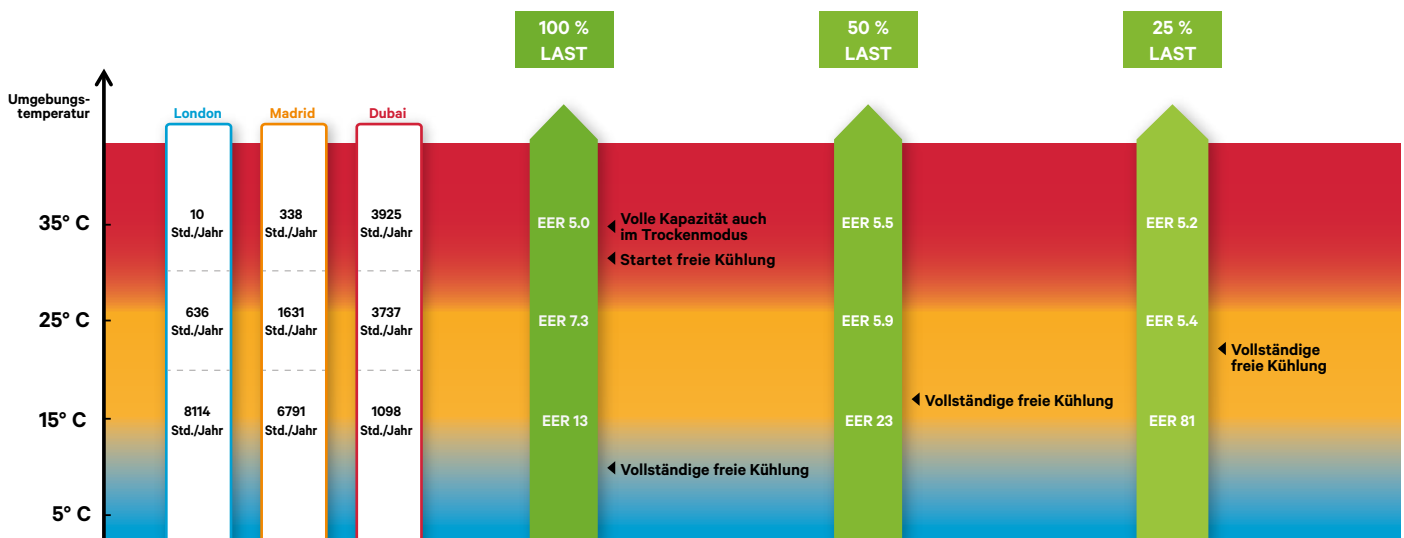 100 %
LAST
50 %
LAST
25 %
LAST
Umgebungs-
temperatur
London
Madrid
Dubai
35° C
10
Std./Jahr
338
Std./Jahr
3925
Std./Jahr
EER 5.0
Volle Kapazität auch
im Trockenmodus
EER 5.5
EER 5.2
Startet freie Kühlung
25° C
636
Std./Jahr
1631
Std./Jahr
3737
Std./Jahr
EER 7.3
EER 5.9
EER 5.4
Vollständige
freie Kühlung
Vollständige freie Kühlung
15° C
8114
Std./Jahr
6791
Std./Jahr
1098
Std./Jahr
EER 13
EER 23
EER 81
Vollständige freie Kühlung
5° C